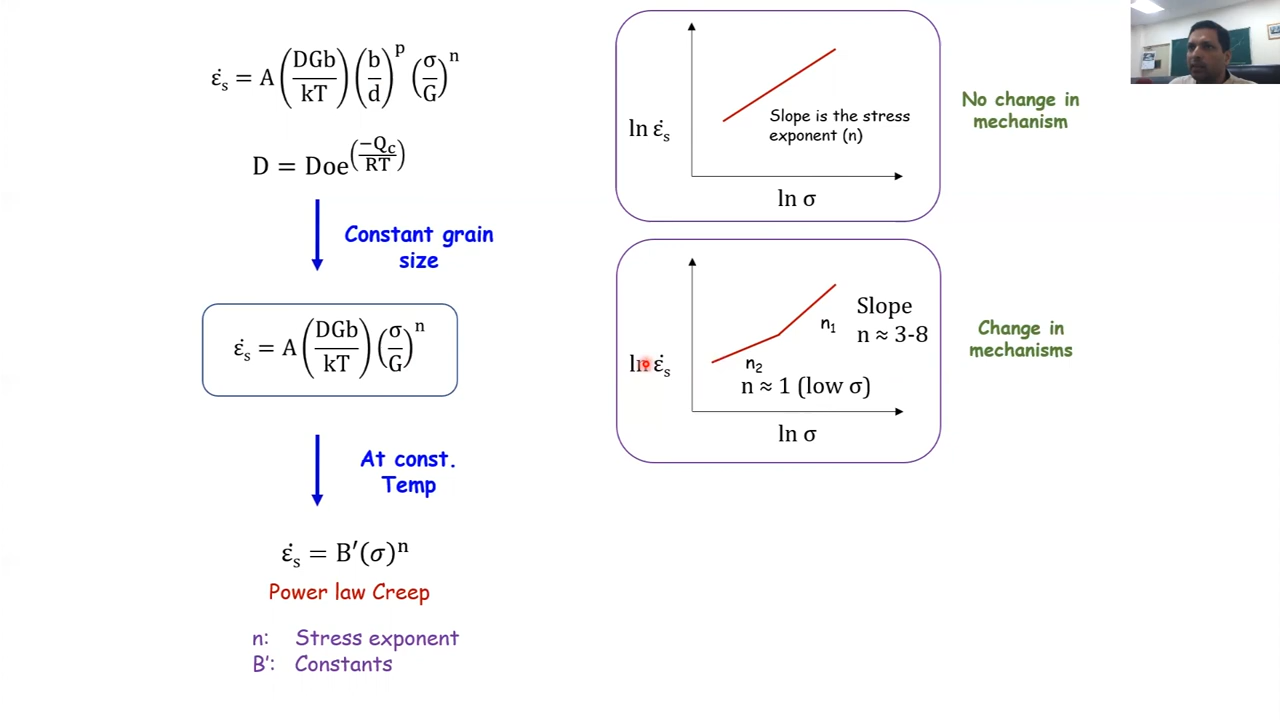 ε̇s = A (DGb/kT) (b/d)^p (σ/G)^n
D = Doe^(−Qc/RT)
Constant grain
size
ε̇s = A (DGb/kT) (σ/G)^n
At const.
Temp
ε̇s = B′(σ)^n
Power law Creep
n: Stress exponent
B′: Constants
ln ε̇s
Slope is the stress
exponent (n)
ln σ
No change in
mechanism
ln ε̇s
n1
Slope
n ≈ 3-8
n2
n ≈ 1 (low σ)
ln σ
Change in
mechanisms